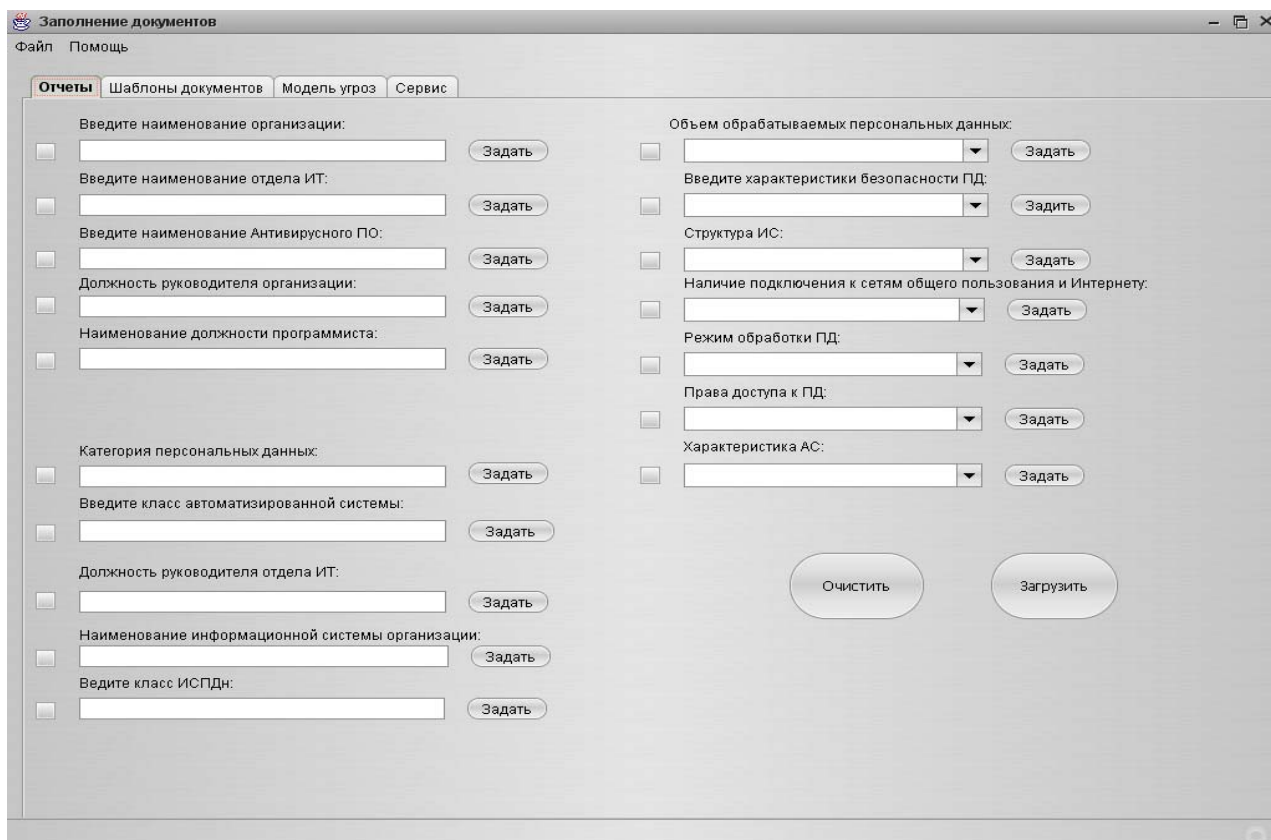 Заполнение документов
Файл Помощь
Отчеты Шаблоны документов Модель угроз Сервис
Введите наименование организации:
Задать
Введите наименование отдела ИТ:
Задать
Введите наименование Антивирусного ПО:
Задать
Должность руководителя организации:
Задать
Наименование должности программиста:
Задать
Категория персональных данных:
Задать
Введите класс автоматизированной системы:
Задать
Должность руководителя отдела ИТ:
Задать
Наименование информационной системы организации:
Задать
Ведите класс ИСПДн:
Задать
Объем обрабатываемых персональных данных:
Задать
Введите характеристики безопасности ПД:
Задить
Структура ИС:
Задать
Наличие подключения к сетям общего пользования и Интернету:
Задать
Режим обработки ПД:
Задать
Права доступа к ПД:
Задать
Характеристика АС:
Задать
Очистить Загрузить